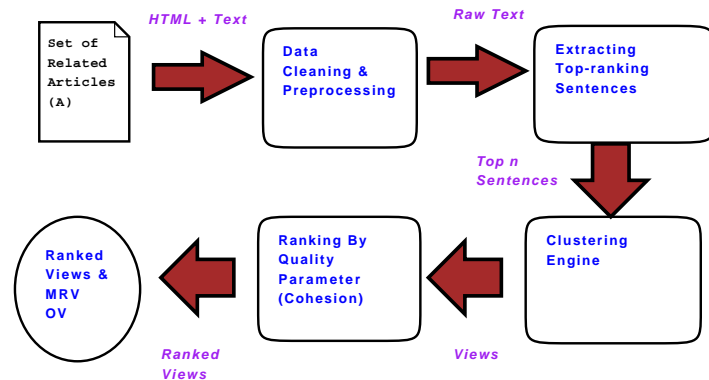 HTML + Text
Raw Text
Set of
Related
Articles
(A)
Data
Cleaning &
Preprocessing
Extracting
Top-ranking
Sentences
Top n
Sentences
Clustering
Engine
Views
Ranking By
Quality
Parameter
(Cohesion)
Ranked
Views
Ranked
Views &
MRV
OV